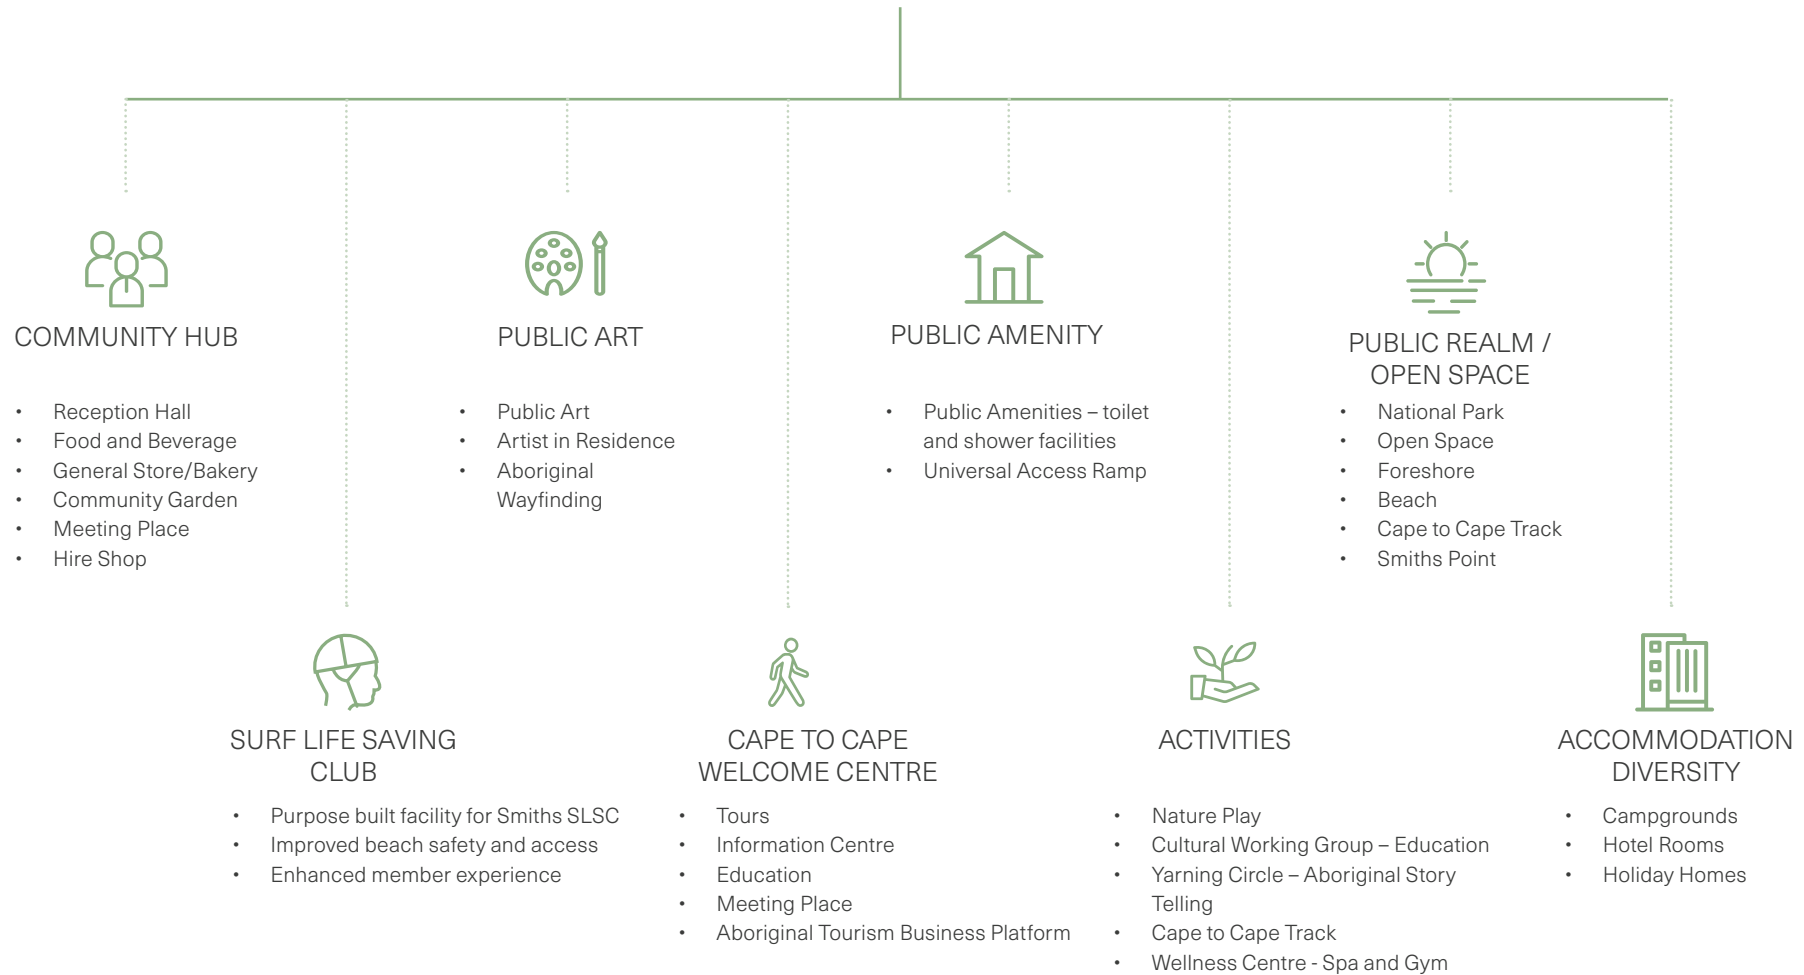 COMMUNITY HUB
• Reception Hall
• Food and Beverage
• General Store/Bakery
• Community Garden
• Meeting Place
• Hire Shop
PUBLIC ART
• Public Art
• Artist in Residence
• Aboriginal
Wayfinding
PUBLIC AMENITY
• Public Amenities – toilet
and shower facilities
• Universal Access Ramp
PUBLIC REALM /
OPEN SPACE
• National Park
• Open Space
• Foreshore
• Beach
• Cape to Cape Track
• Smiths Point
SURF LIFE SAVING
CLUB
• Purpose built facility for Smiths SLSC
• Improved beach safety and access
• Enhanced member experience
CAPE TO CAPE
WELCOME CENTRE
• Tours
• Information Centre
• Education
• Meeting Place
• Aboriginal Tourism Business Platform
ACTIVITIES
• Nature Play
• Cultural Working Group – Education
• Yarning Circle – Aboriginal Story
Telling
• Cape to Cape Track
• Wellness Centre - Spa and Gym
ACCOMMODATION
DIVERSITY
• Campgrounds
• Hotel Rooms
• Holiday Homes